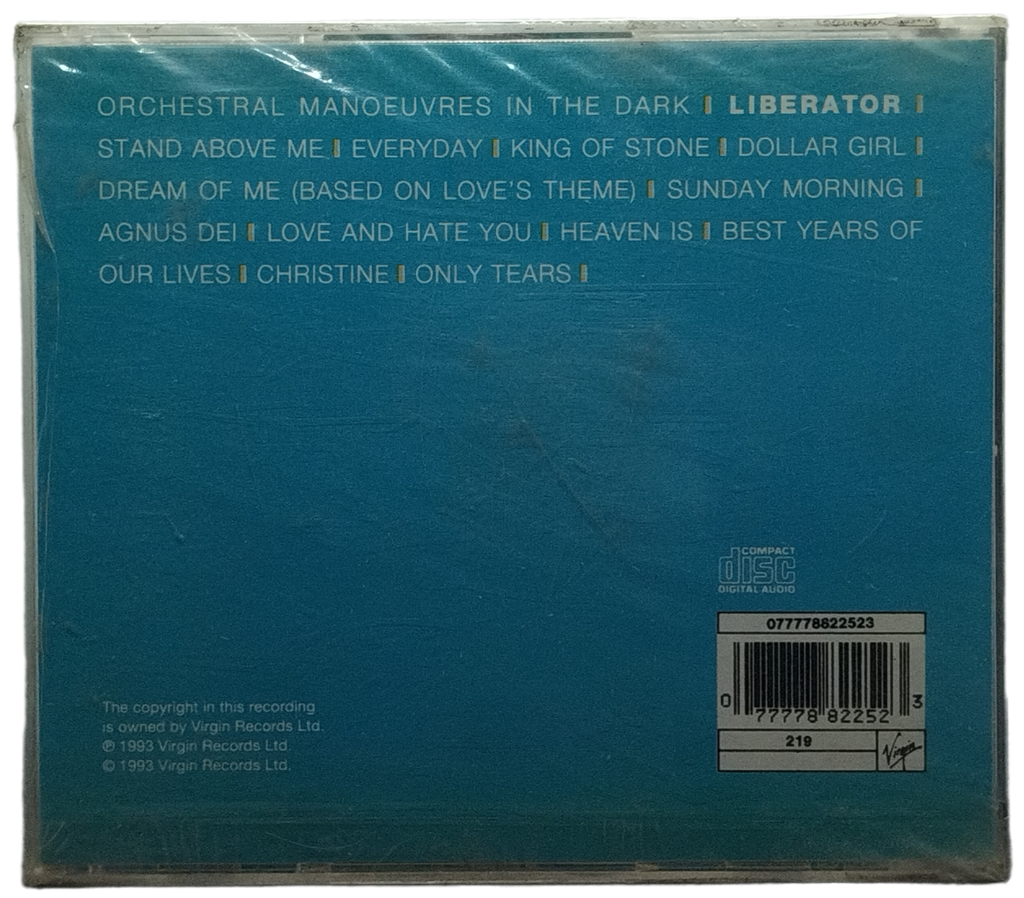 ORCHESTRAL MANOEUVRES IN THE DARK LIBERATOR
STAND ABOVE ME EVERYDAY KING OF STONE DOLLAR GIRL
DREAM OF ME (BASED ON LOVE'S THEME) SUNDAY MORNING
AGNUS DEI LOVE AND HATE YOU HEAVEN IS BEST YEARS OF
OUR LIVES CHRISTINE ONLY TEARS
COMPACT
disc
DIGITAL AUDIO
077778822523
0 77778 82252 3
219
Virgin
The copyright in this recording
is owned by Virgin Records Ltd.
℗ 1993 Virgin Records Ltd.
© 1993 Virgin Records Ltd.